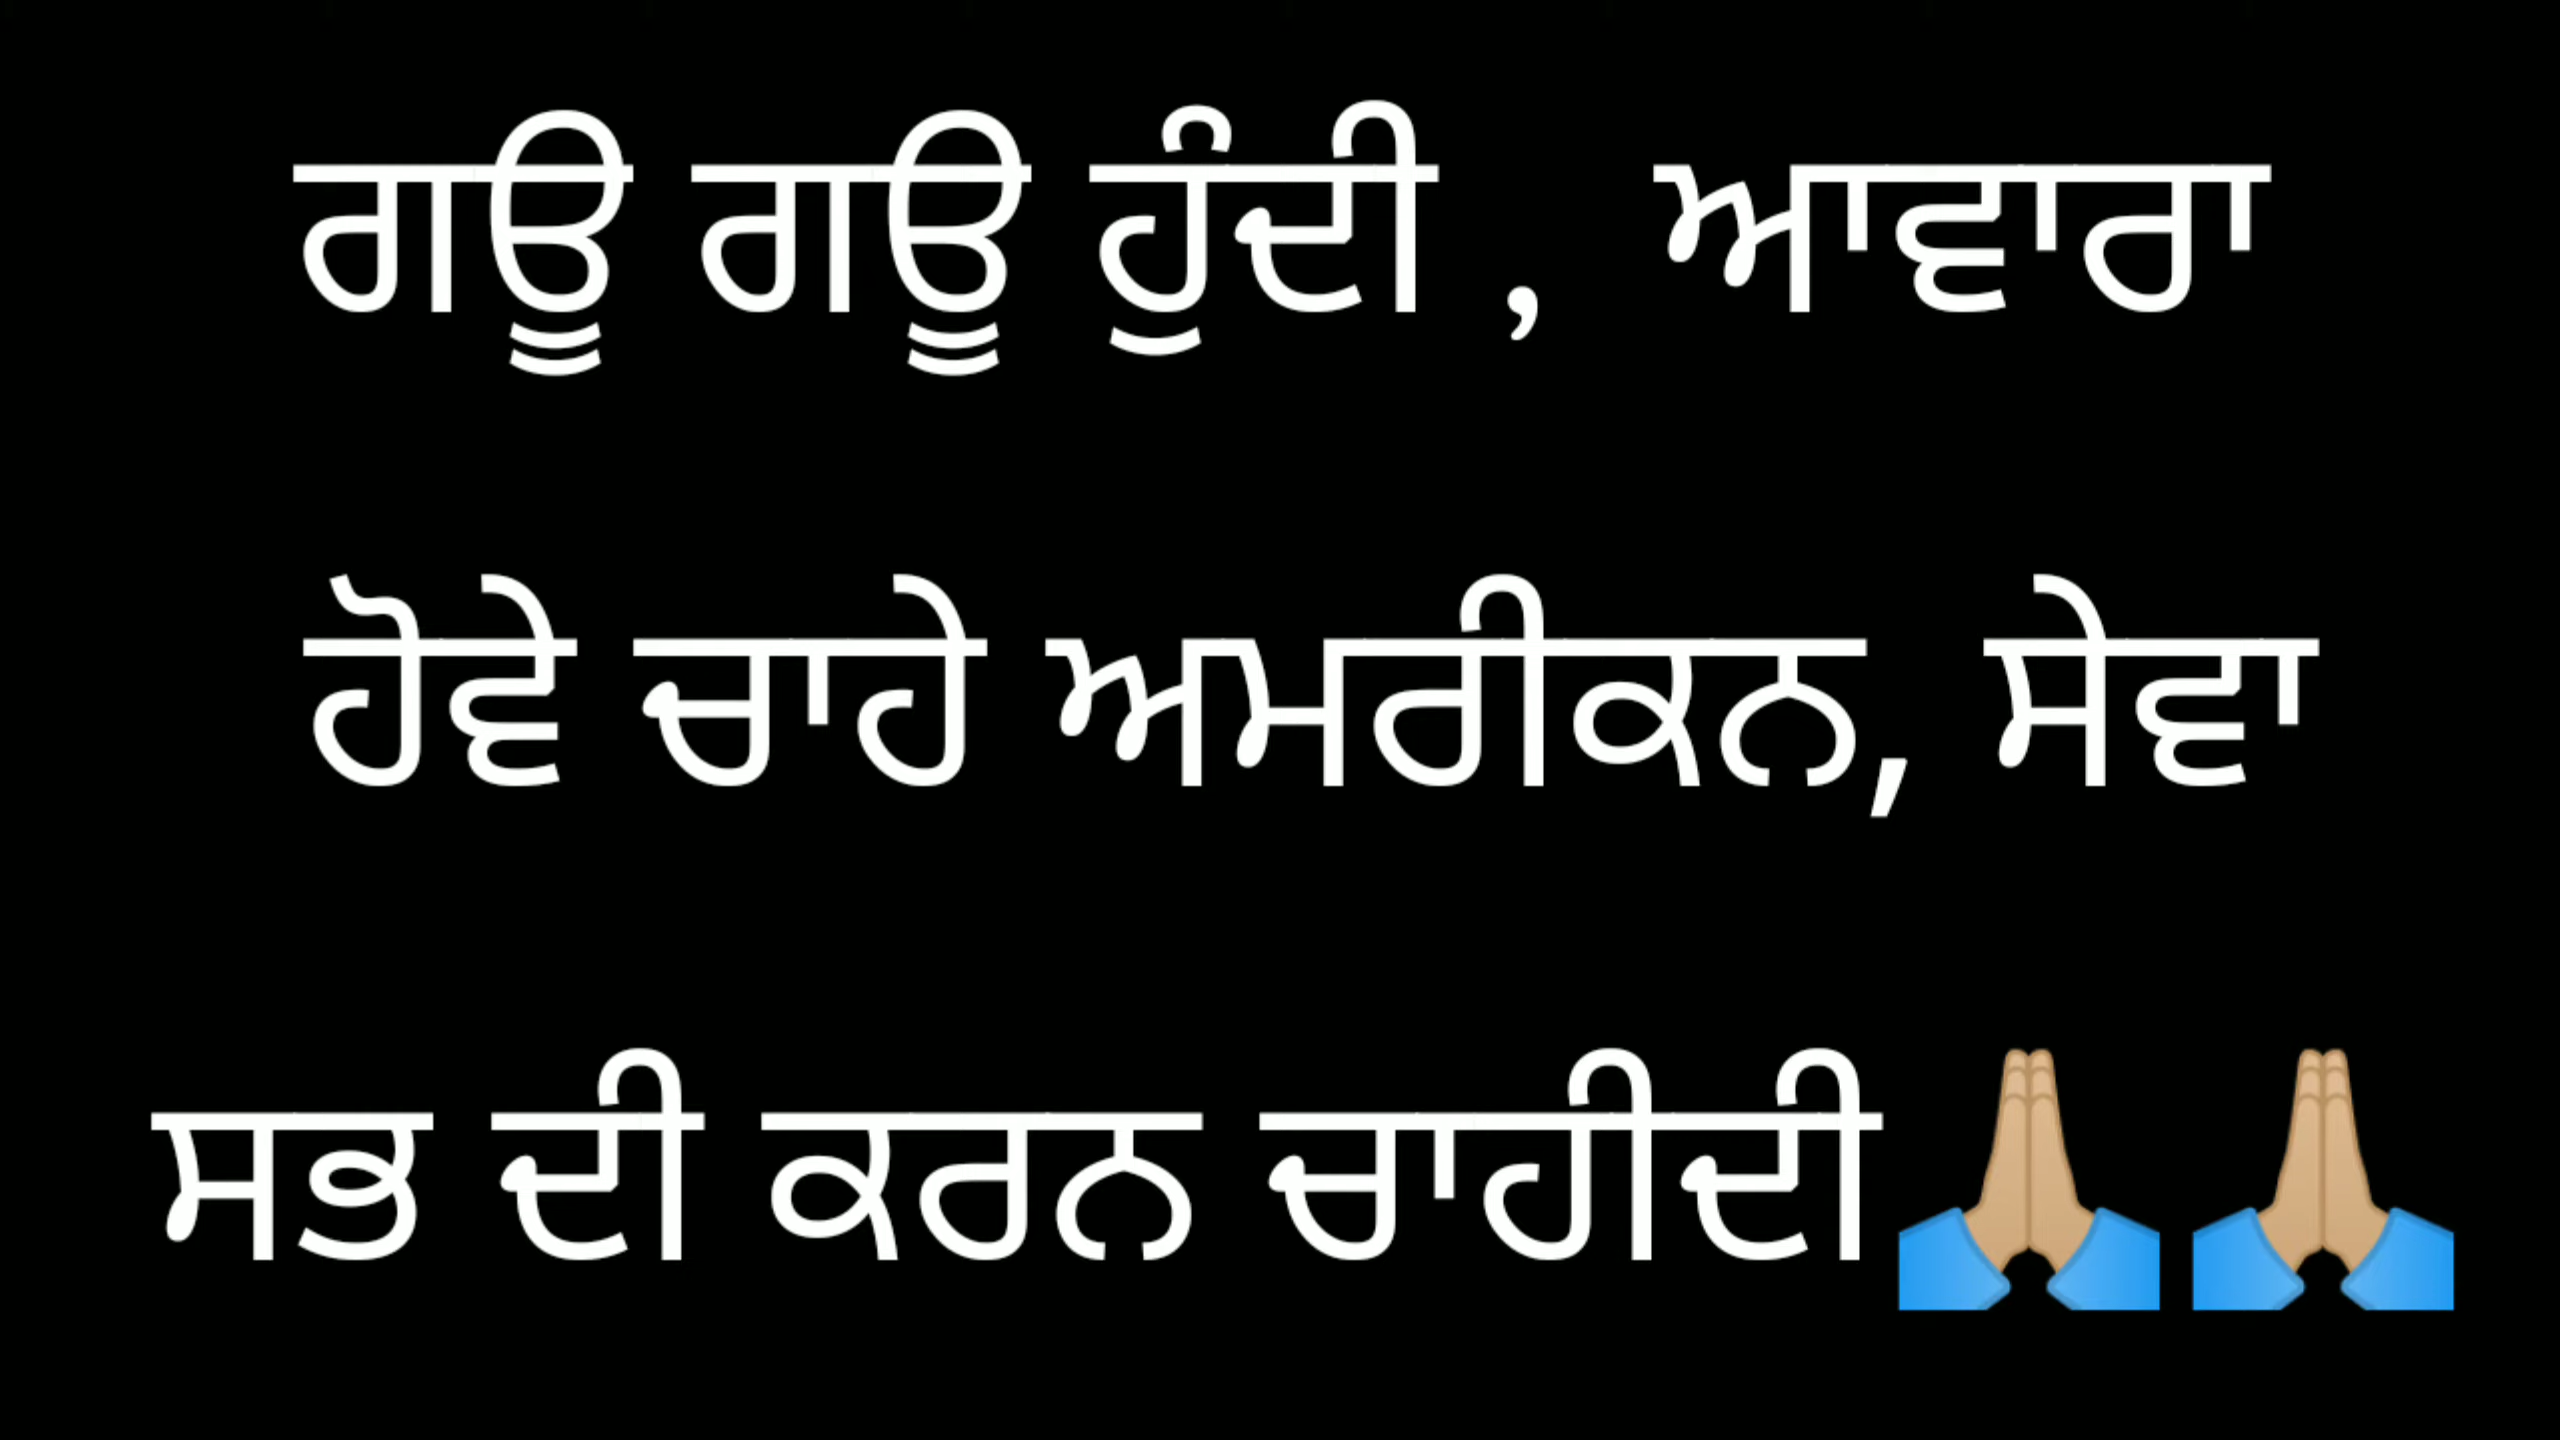 ਗਊ ਗਊ ਹੁੰਦੀ , ਆਵਾਰਾ
ਹੋਵੇ ਚਾਹੇ ਅਮਰੀਕਨ, ਸੇਵਾ
ਸਭ ਦੀ ਕਰਨ ਚਾਹੀਦੀ🙏🏼🙏🏼